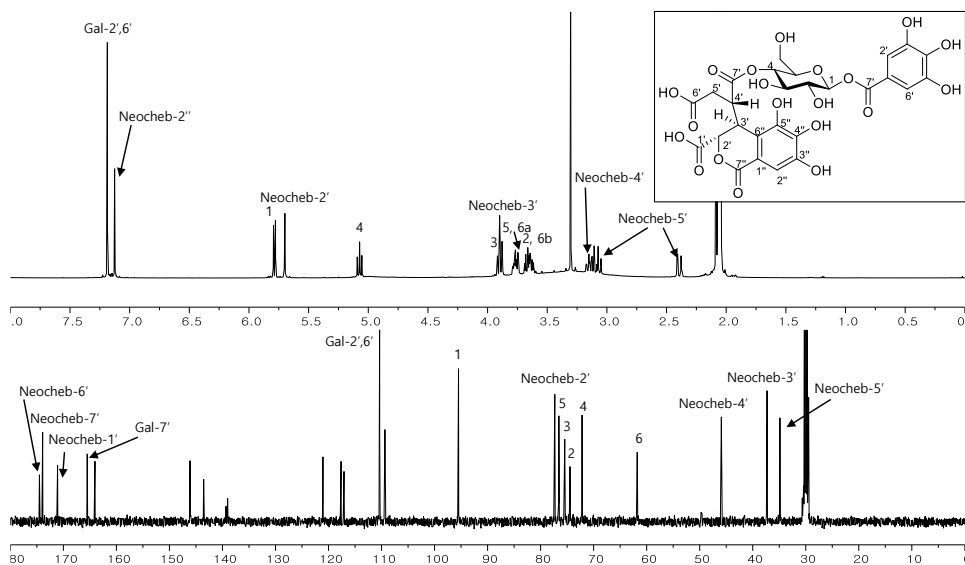 Gal-2′,6′
Neocheb-2′′
1
Neocheb-2′
4
Neocheb-3′
3
5, 6a
2, 6b
Neocheb-4′
Neocheb-5′
OH
OH
OH
OH
2'
4
O
1
O
O
HO
HO
OH
7'
O
6'
O
OH
7'
O
5'
HO
6'
O
4'
H
H
3'
OH
HO
1'
O
2'
6"
5"
4"
OH
O
7"
1"
3"
OH
2"
O
.0
7.5
7.0
6.5
6.0
5.5
5.0
4.5
4.0
3.5
3.0
2.5
2.0
1.5
1.0
0.5
0
Gal-2′,6′
1
Neocheb-6′
Neocheb-7′
Neocheb-1′
Gal-7′
Neocheb-2′
5
3
2
4
6
Neocheb-4′
Neocheb-3′
Neocheb-5′
80
170
160
150
140
130
120
110
100
90
80
70
60
50
40
30
20
10
0